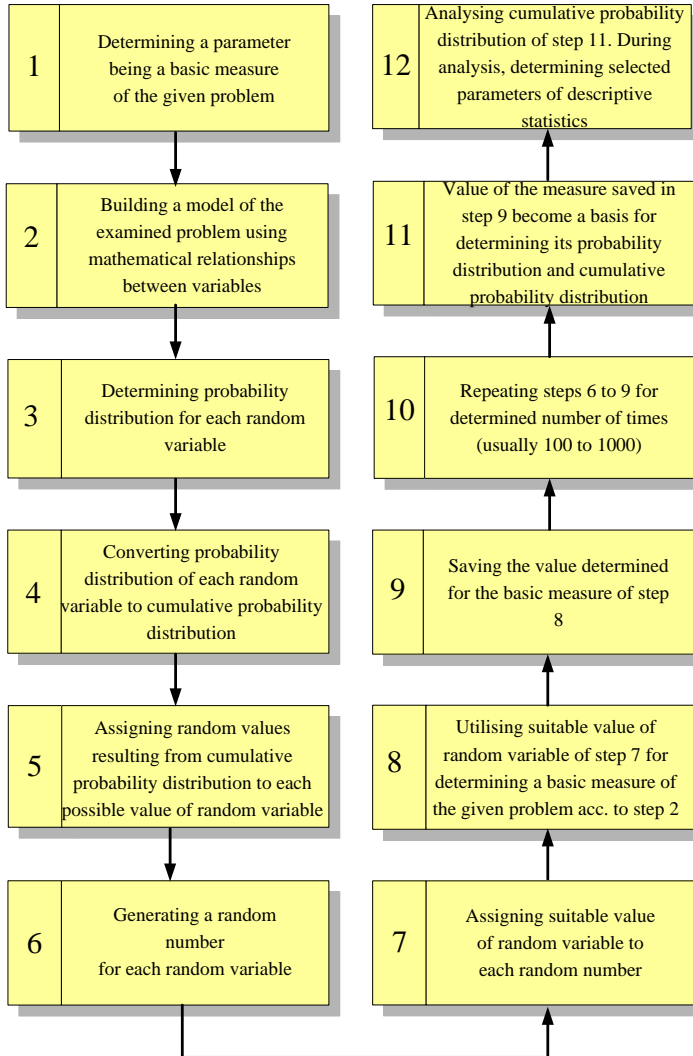 1
Determining a parameter
being a basic measure
of the given problem
2
Building a model of the
examined problem using
mathematical relationships
between variables
3
Determining probability
distribution for each random
variable
4
Converting probability
distribution of each random
variable to cumulative probability
distribution
5
Assigning random values
resulting from cumulative
probability distribution to each
possible value of random variable
6
Generating a random
number
for each random variable
7
Assigning suitable value
of random variable to
each random number
8
Utilising suitable value of
random variable of step 7 for
determining a basic measure of
the given problem acc. to step 2
9
Saving the value determined
for the basic measure of step
8
10
Repeating steps 6 to 9 for
determined number of times
(usually 100 to 1000)
11
Value of the measure saved in
step 9 become a basis for
determining its probability
distribution and cumulative
probability distribution
12
Analysing cumulative probability
distribution of step 11. During
analysis, determining selected
parameters of descriptive
statistics